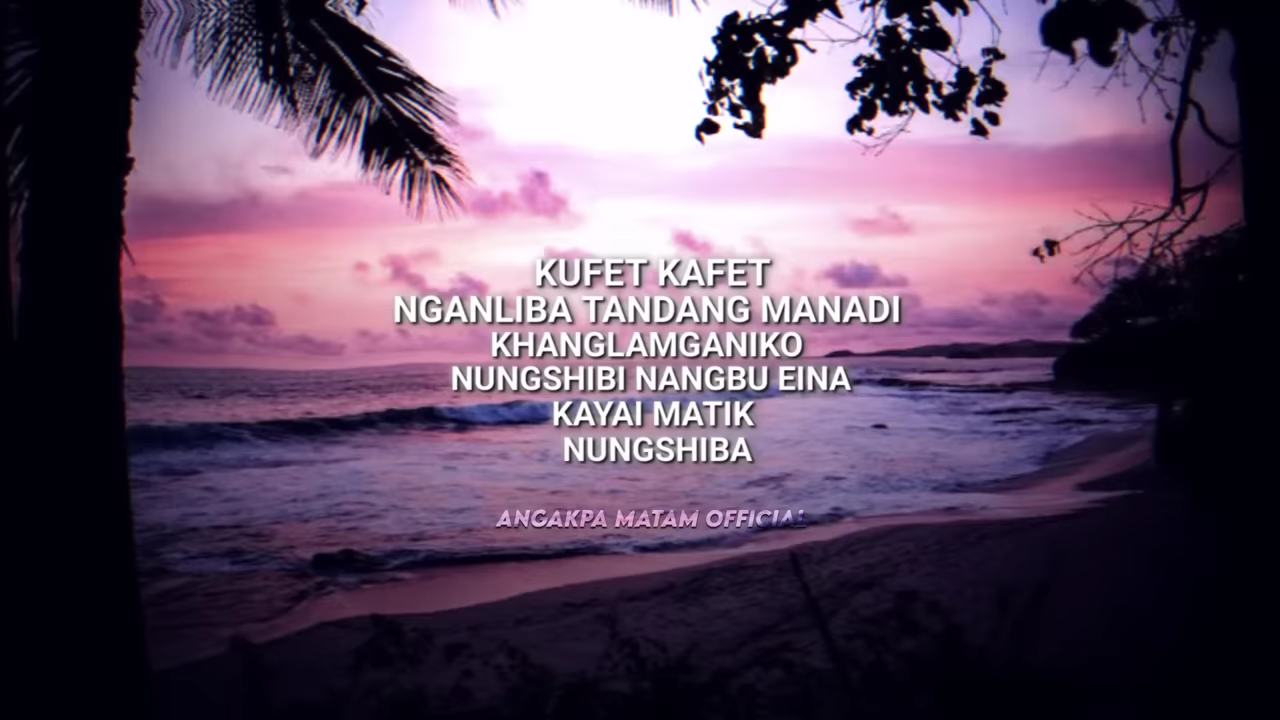 KUFET KAFET
NGANLIBA TANDANG MANADI
KHANGLAMGANIKO
NUNGSHIBI NANGBU EINA
KAYAI MATIK
NUNGSHIBA
ANGAKPA MATAM OFFICIAL